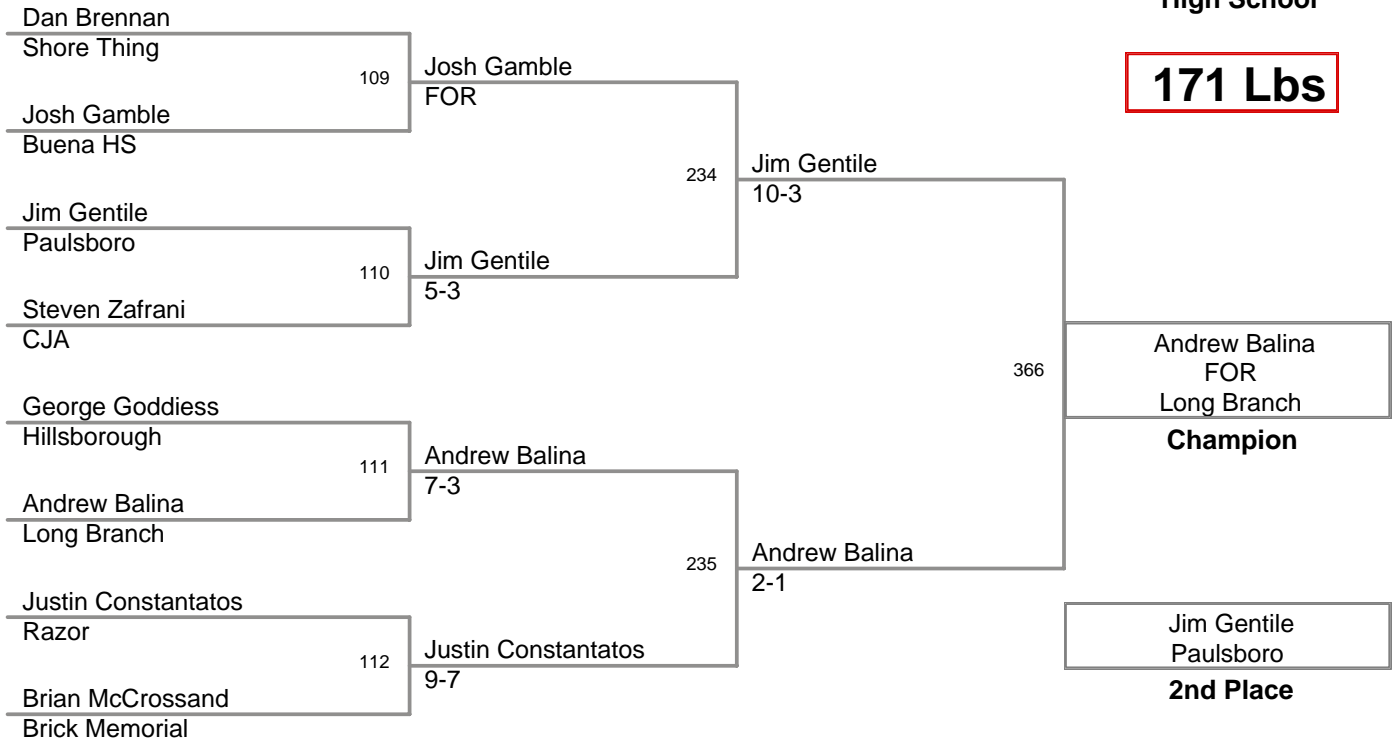 High School
171 Lbs
Dan Brennan
Shore Thing
109
Josh Gamble
Buena HS
Josh Gamble
FOR
Jim Gentile
Paulsboro
110
Steven Zafrani
CJA
Jim Gentile
5-3
234
Jim Gentile
10-3
George Goddiess
Hillsborough
111
Andrew Balina
Long Branch
Andrew Balina
7-3
Justin Constantatos
Razor
112
Brian McCrossand
Brick Memorial
Justin Constantatos
9-7
235
Andrew Balina
2-1
366
Andrew Balina
FOR
Long Branch
Champion
Jim Gentile
Paulsboro
2nd Place